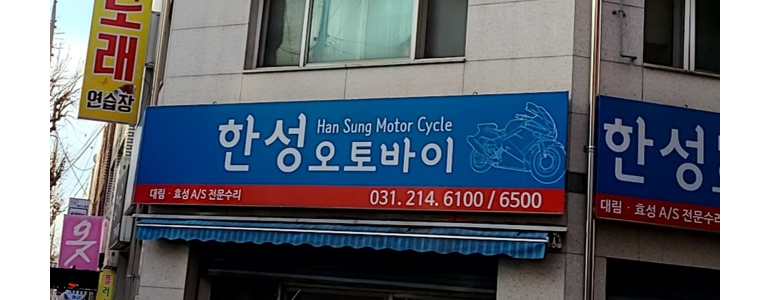 노래
연습장
한성오토바이
Han Sung Motor Cycle
대림 · 효성 A/S 전문수리
031. 214. 6100 / 6500
한성
대림 · 효성 A/S 전문수리
옷